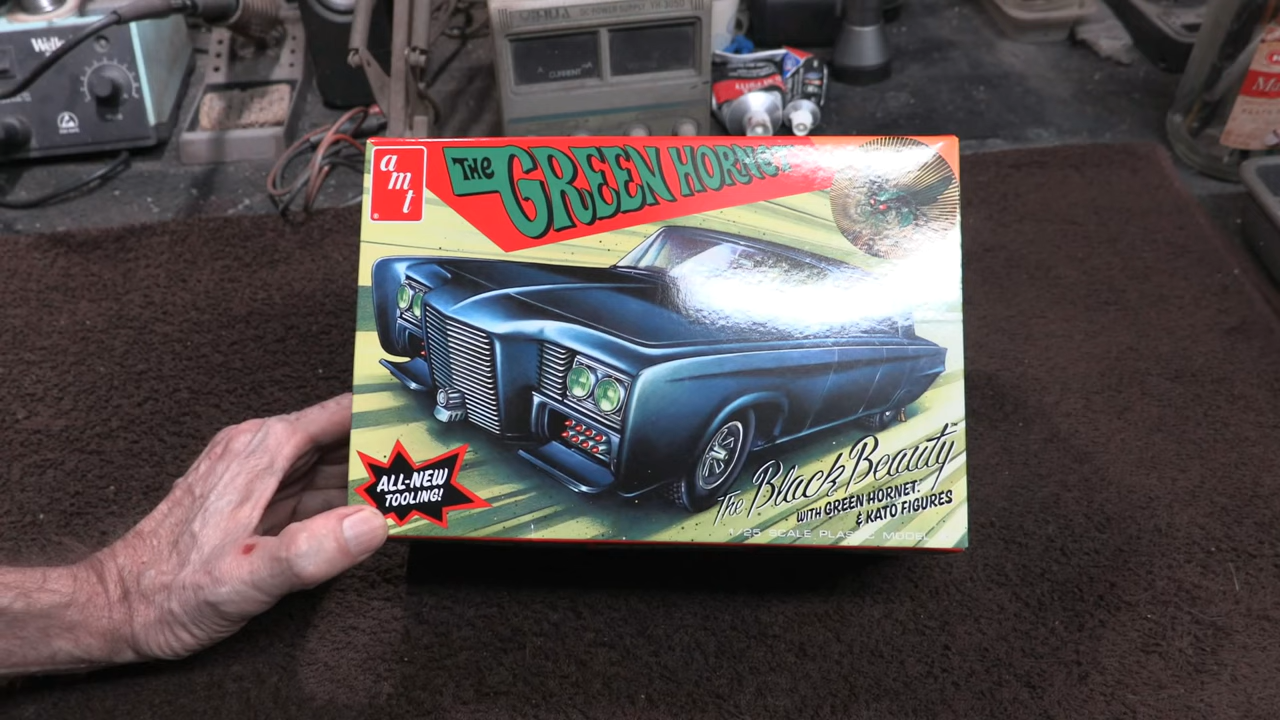 CURRENT
amt
THE
GREEN HORNET
ALL-NEW
TOOLING!
The Black Beauty
WITH GREEN HORNET
& KATO FIGURES
1/25 SCALE PLASTIC MODEL